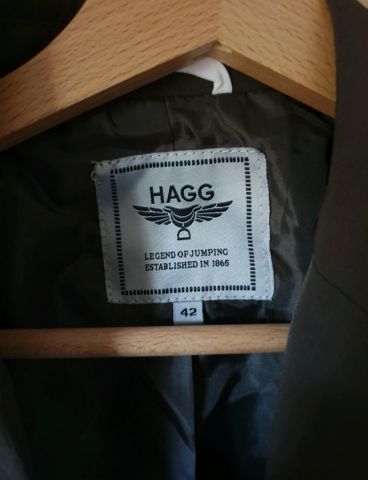 HAGG
LEGEND OF JUMPING
ESTABLISHED IN 1866
42